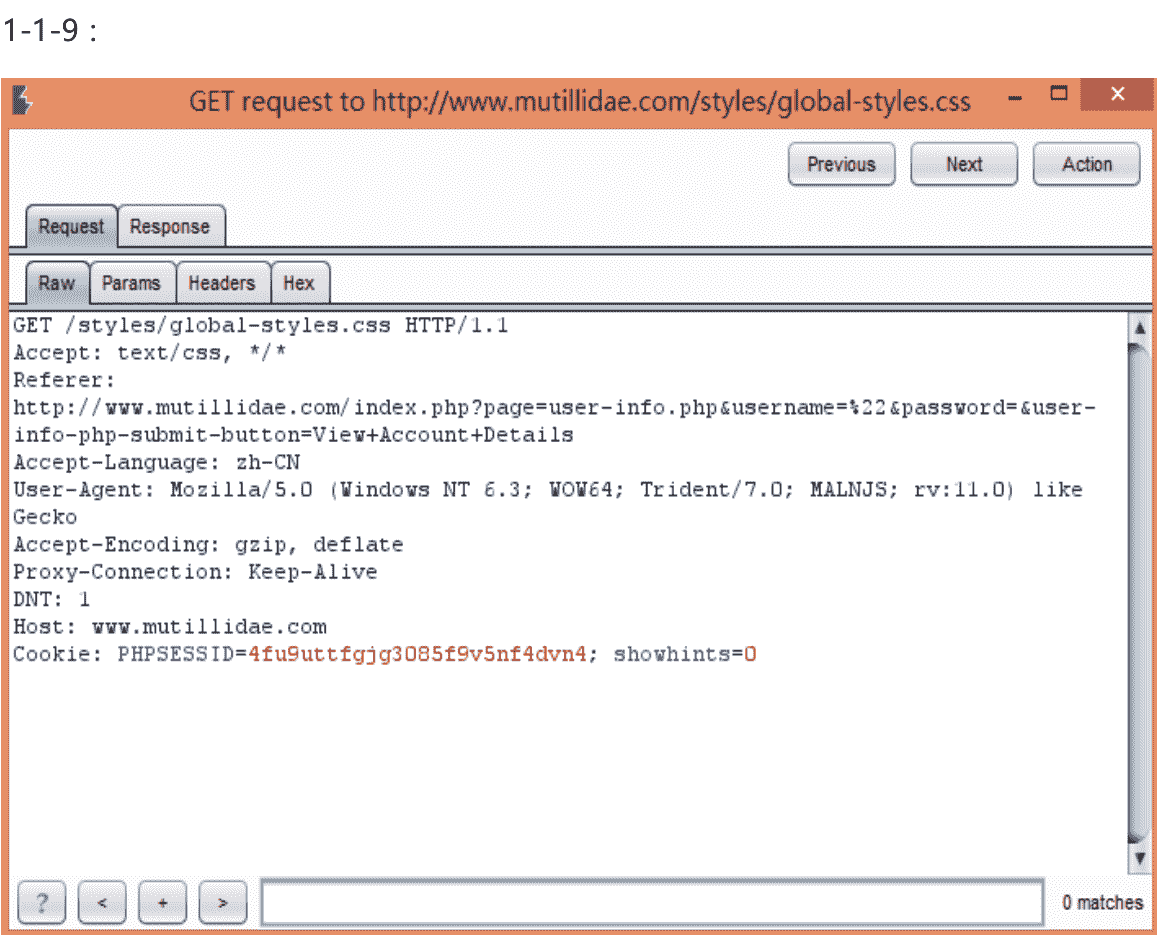 1-1-9：
GET request to http://www.mutillidae.com/styles/global-styles.css
Previous Next Action
Request Response
Raw Params Headers Hex
GET /styles/global-styles.css HTTP/1.1
Accept: text/css, */*
Referer:
http://www.mutillidae.com/index.php?page=user-info.php&username=%22&password=&user-
info-php-submit-button=View+Account+Details
Accept-Language: zh-CN
User-Agent: Mozilla/5.0 (Windows NT 6.3; WOW64; Trident/7.0; MALNJS; rv:11.0) like
Gecko
Accept-Encoding: gzip, deflate
Proxy-Connection: Keep-Alive
DNT: 1
Host: www.mutillidae.com
Cookie: PHPSESSID=4fu9uttfgjg3085f9v5nf4dvn4; showhints=0
? < + > 0 matches